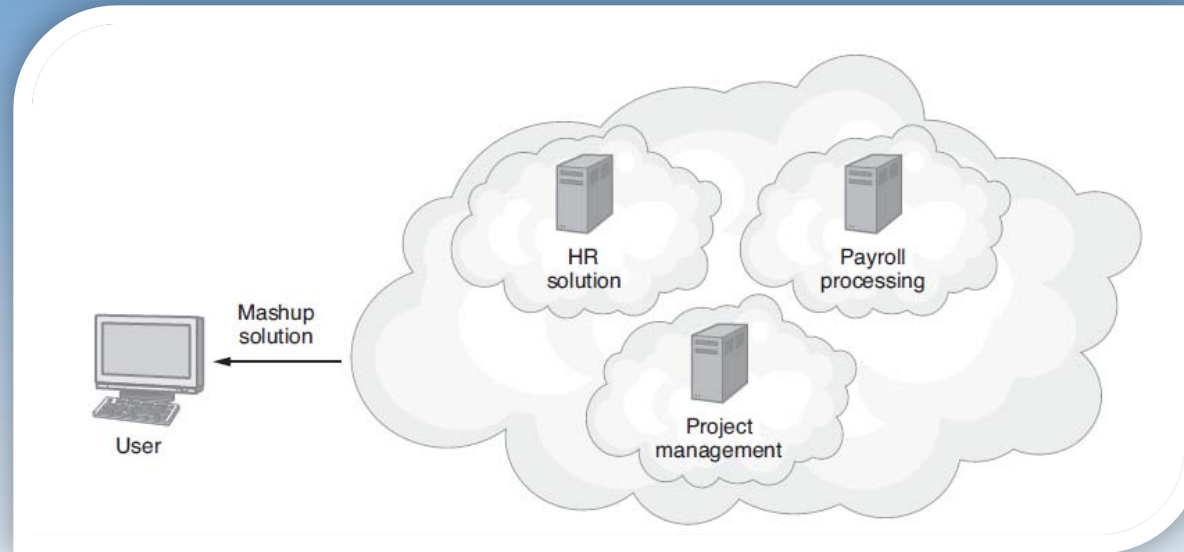 HR
solution
Payroll
processing
Mashup
solution
Project
management
User